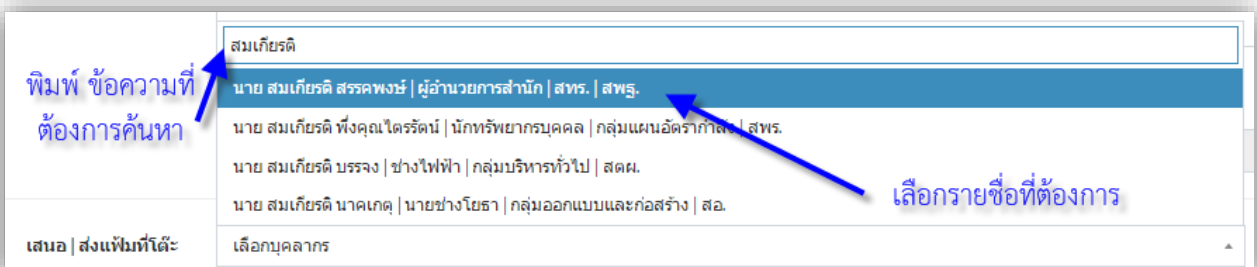 สมเกียรติ
พิมพ์ ข้อความที่
ต้องการค้นหา
นาย สมเกียรติ สรรคพงษ์ | ผู้อำนวยการสำนัก | สทร. | สพฐ.
นาย สมเกียรติ พึ่งคุณไตรรัตน์ | นักทรัพยากรบุคคล | กลุ่มแผนอัตรากำลัง | สพร.
นาย สมเกียรติ บรรจง | ช่างไฟฟ้า | กลุ่มบริหารทั่วไป | สตผ.
นาย สมเกียรติ นาคเกตุ | นายช่างโยธา | กลุ่มออกแบบและก่อสร้าง | สอ.
เลือกรายชื่อที่ต้องการ
เสนอ | ส่งแฟ้มที่โต๊ะ
เลือกบุคลากร